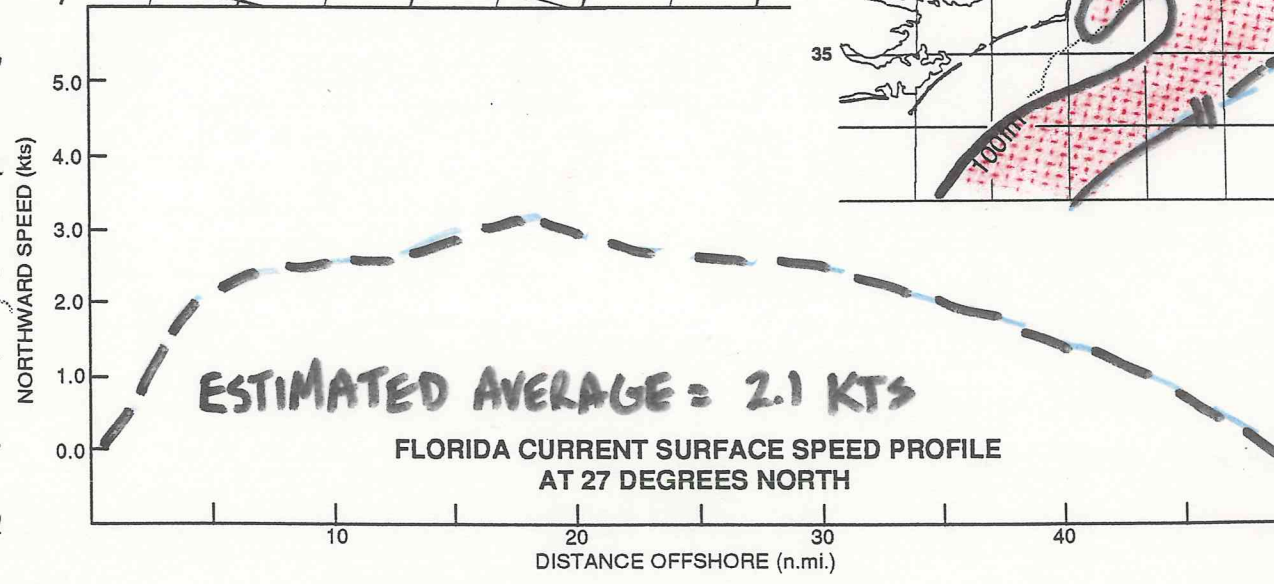 35
100fm
NORTHWARD SPEED (kts)
5.0
4.0
3.0
2.0
1.0
0.0
ESTIMATED AVERAGE = 2.1 KTS
FLORIDA CURRENT SURFACE SPEED PROFILE
AT 27 DEGREES NORTH
10
20
30
40
DISTANCE OFFSHORE (n.mi.)